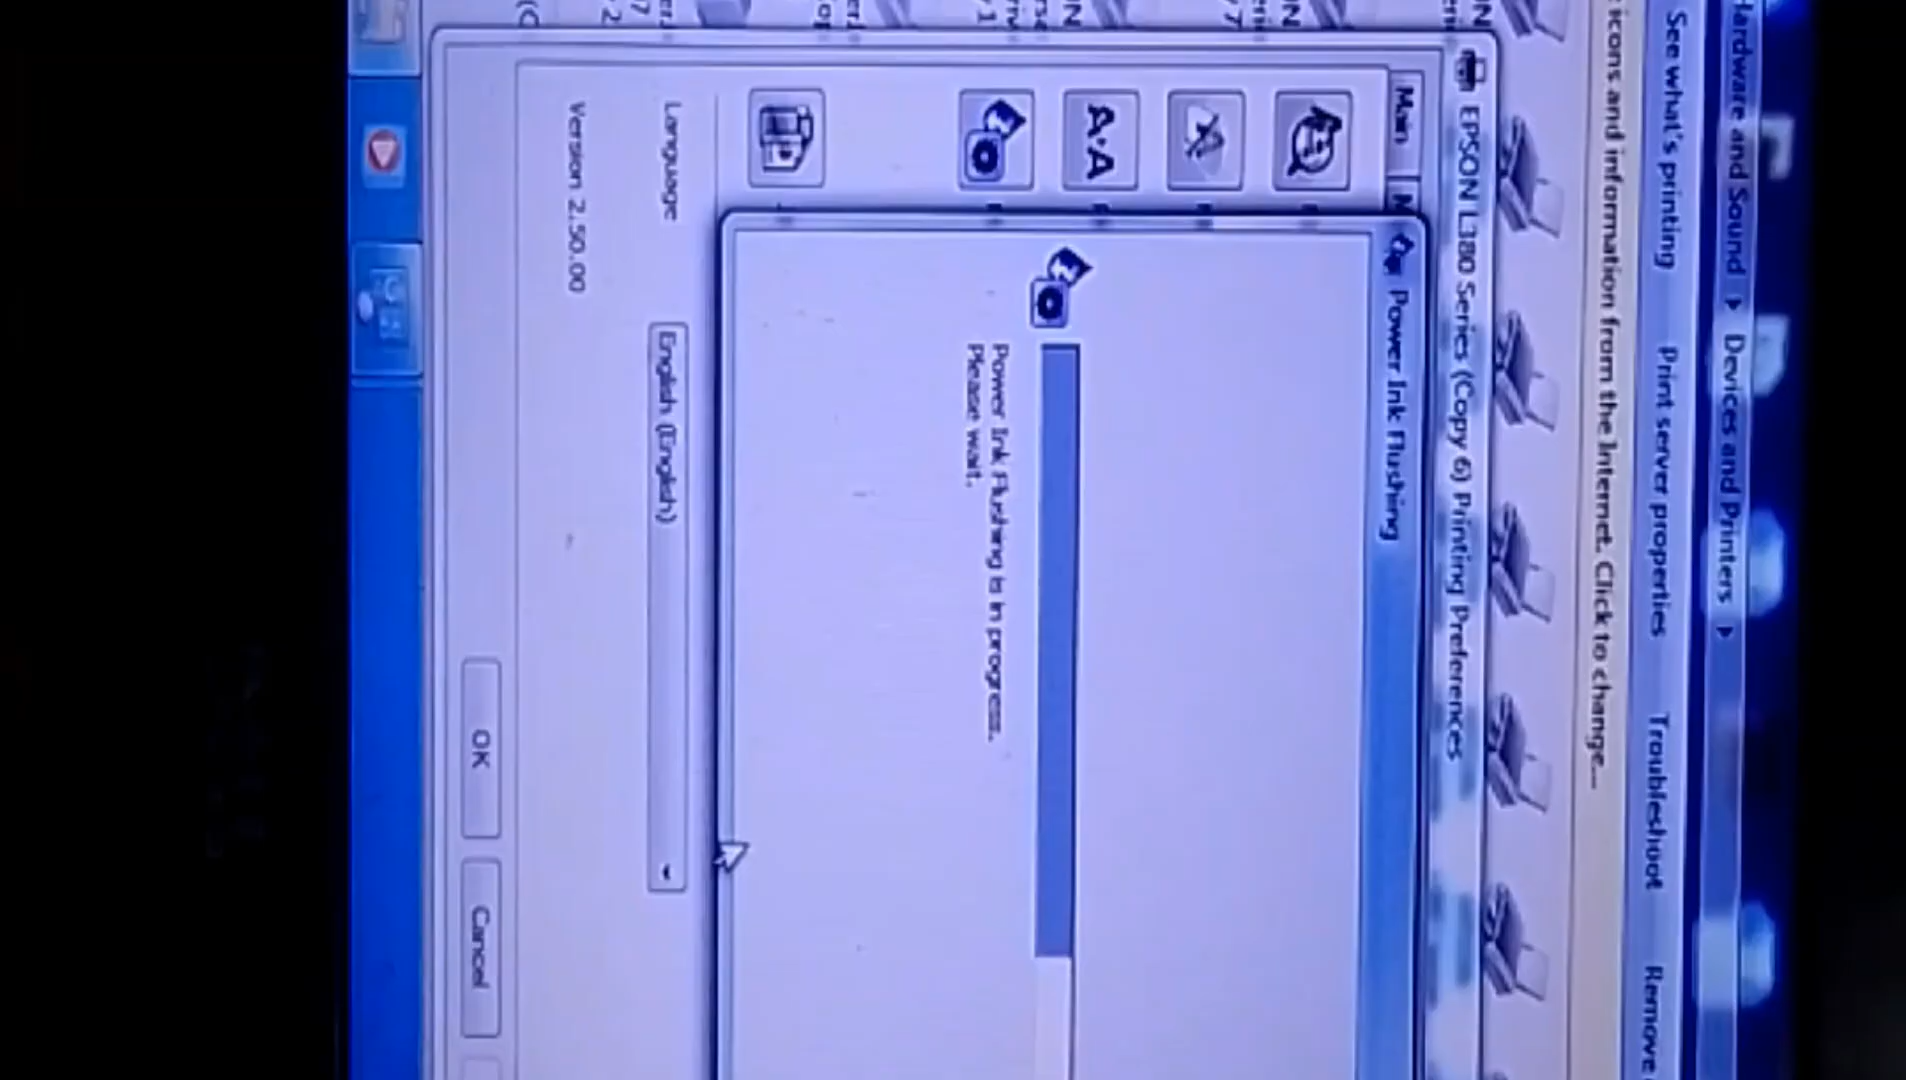 Hardware and Sound ▸ Devices and Printers ▸
See what's printing Print server properties Troubleshoot Remove
icons and information from the Internet. Click to change...
EPSON L380 Series (Copy 6) Printing Preferences
Main
Power Ink Flushing
Power Ink Flushing is in progress.
Please wait.
Language English (English)
Version 2.50.00
OK Cancel